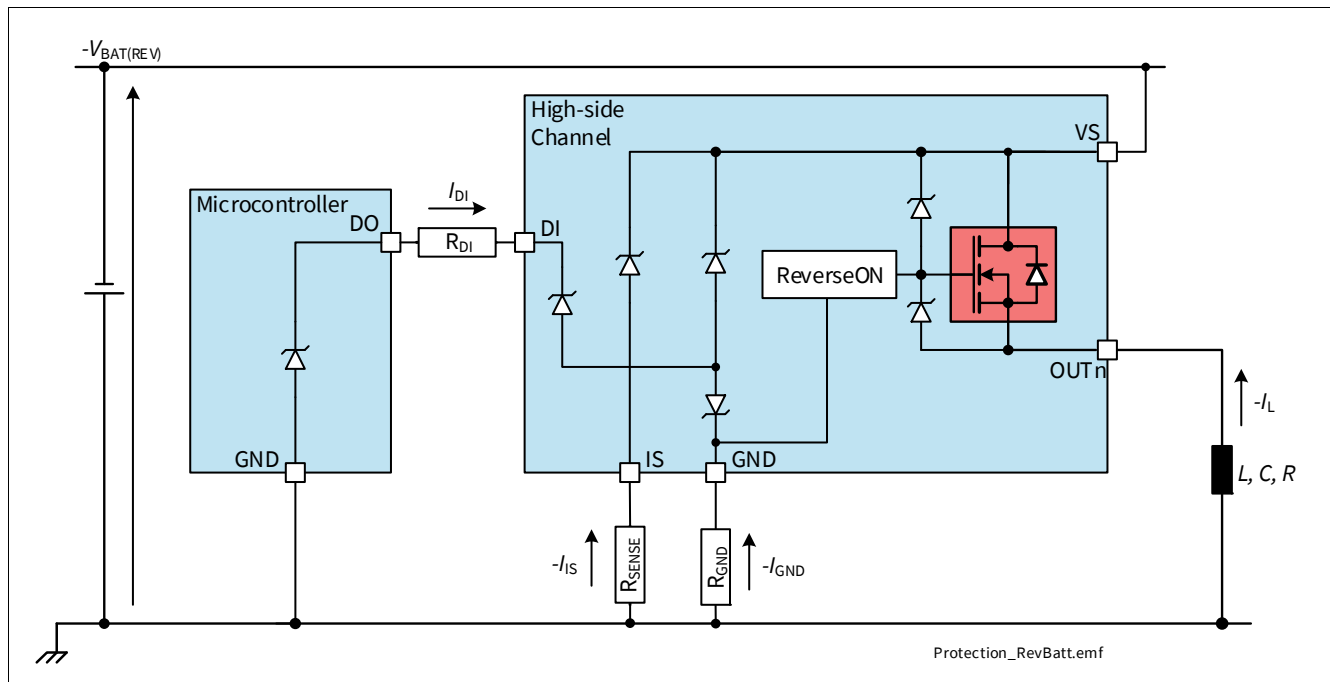 -VBAT(REV)
High-side
Channel
VS
Microcontroller
DO
IDI
RDI
DI
ReverseON
OUTn
-IL
GND
IS
GND
L, C, R
-IIS
RSENSE
RGND
-IGND
Protection_RevBatt.emf